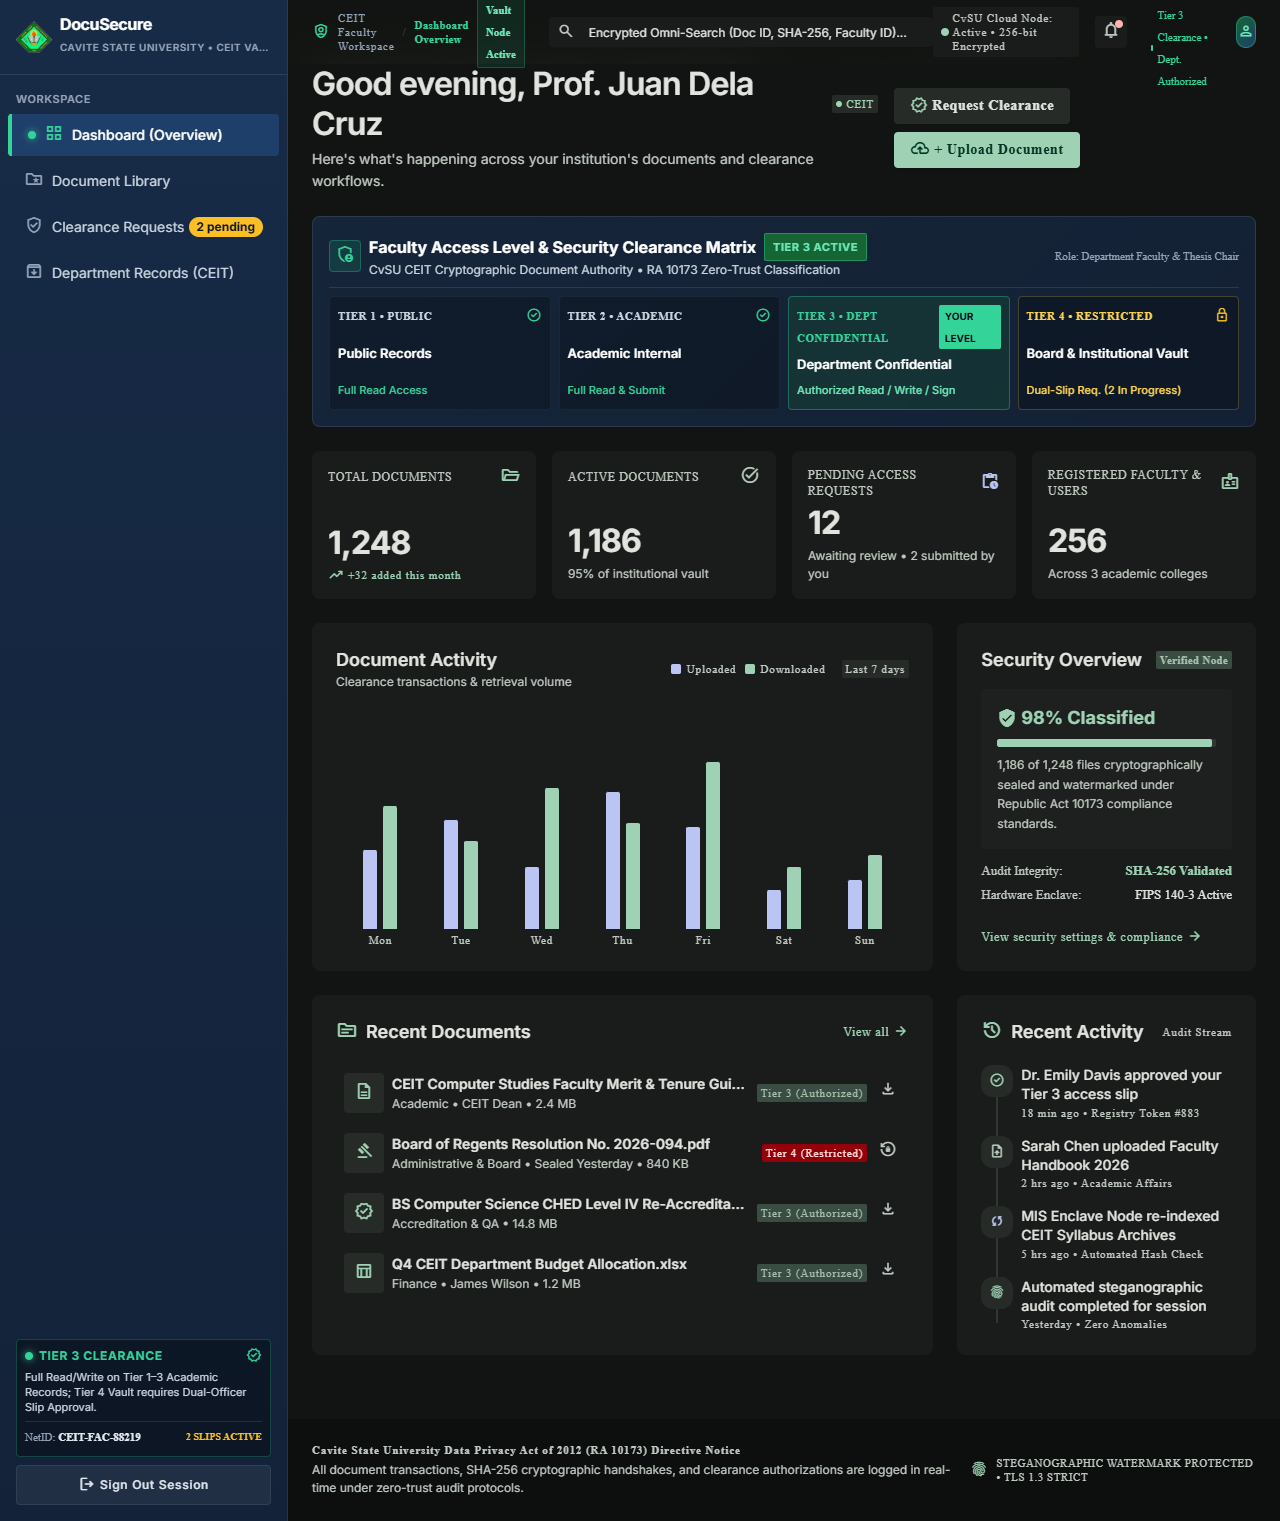 DocuSecure
CAVITE STATE UNIVERSITY • CEIT VA...
WORKSPACE
Dashboard (Overview)
Document Library
Clearance Requests 2 pending
Department Records (CEIT)
TIER 3 CLEARANCE
Full Read/Write on Tier 1–3 Academic
Records; Tier 4 Vault requires Dual-Officer
Slip Approval.
NetID: CEIT-FAC-88219
2 SLIPS ACTIVE
Sign Out Session
CEIT
Faculty
Workspace
/
Dashboard
Overview
Vault
Node
Active
Encrypted Omni-Search (Doc ID, SHA-256, Faculty ID)...
CvSU Cloud Node:
Active • 256-bit
Encrypted
Tier 3
Clearance •
Dept.
Authorized
Good evening, Prof. Juan Dela
Cruz
CEIT
Here's what's happening across your institution's documents and clearance
workflows.
Request Clearance
+ Upload Document
Faculty Access Level & Security Clearance Matrix TIER 3 ACTIVE
CvSU CEIT Cryptographic Document Authority • RA 10173 Zero-Trust Classification
Role: Department Faculty & Thesis Chair
TIER 1 • PUBLIC
Public Records
Full Read Access
TIER 2 • ACADEMIC
Academic Internal
Full Read & Submit
TIER 3 • DEPT
CONFIDENTIAL
YOUR
LEVEL
Department Confidential
Authorized Read / Write / Sign
TIER 4 • RESTRICTED
Board & Institutional Vault
Dual-Slip Req. (2 In Progress)
TOTAL DOCUMENTS
1,248
+32 added this month
ACTIVE DOCUMENTS
1,186
95% of institutional vault
PENDING ACCESS
REQUESTS
12
Awaiting review • 2 submitted by
you
REGISTERED FACULTY &
USERS
256
Across 3 academic colleges
Document Activity
Clearance transactions & retrieval volume
Uploaded Downloaded Last 7 days
Mon Tue Wed Thu Fri Sat Sun
Security Overview Verified Node
98% Classified
1,186 of 1,248 files cryptographically
sealed and watermarked under
Republic Act 10173 compliance
standards.
Audit Integrity: SHA-256 Validated
Hardware Enclave: FIPS 140-3 Active
View security settings & compliance
Recent Documents
View all
CEIT Computer Studies Faculty Merit & Tenure Gui...
Academic • CEIT Dean • 2.4 MB
Tier 3 (Authorized)
Board of Regents Resolution No. 2026-094.pdf
Administrative & Board • Sealed Yesterday • 840 KB
Tier 4 (Restricted)
BS Computer Science CHED Level IV Re-Accredita...
Accreditation & QA • 14.8 MB
Tier 3 (Authorized)
Q4 CEIT Department Budget Allocation.xlsx
Finance • James Wilson • 1.2 MB
Tier 3 (Authorized)
Recent Activity Audit Stream
Dr. Emily Davis approved your
Tier 3 access slip
18 min ago • Registry Token #883
Sarah Chen uploaded Faculty
Handbook 2026
2 hrs ago • Academic Affairs
MIS Enclave Node re-indexed
CEIT Syllabus Archives
5 hrs ago • Automated Hash Check
Automated steganographic
audit completed for session
Yesterday • Zero Anomalies
Cavite State University Data Privacy Act of 2012 (RA 10173) Directive Notice
All document transactions, SHA-256 cryptographic handshakes, and clearance authorizations are logged in real-
time under zero-trust audit protocols.
STEGANOGRAPHIC WATERMARK PROTECTED
• TLS 1.3 STRICT